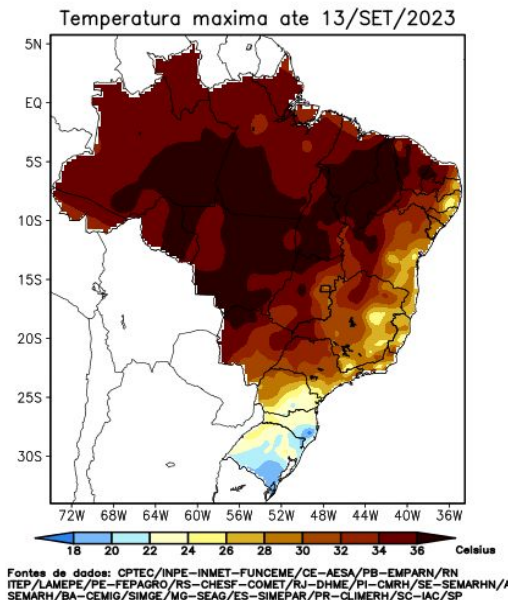 Temperatura maxima ate 13/SET/2023
5N
EQ
5S
10S
15S
20S
25S
30S
72W 68W 64W 60W 56W 52W 48W 44W 40W 36W
18 20 22 24 26 28 30 32 34 36 Celsius
Fontes de dados: CPTEC/INPE-INMET-FUNCEME/CE-AESA/PB-EMPARN/RN
ITEP/LAMEPE/PE-FEPAGRO/RS-CHESF-COMET/RJ-DHME/PI-CMRH/SE-SEMARHN/A
SEMARH/BA-CEMIG/SIMGE/MG-SEAG/ES-SIMEPAR/PR-CLIMERH/SC-IAC/SP